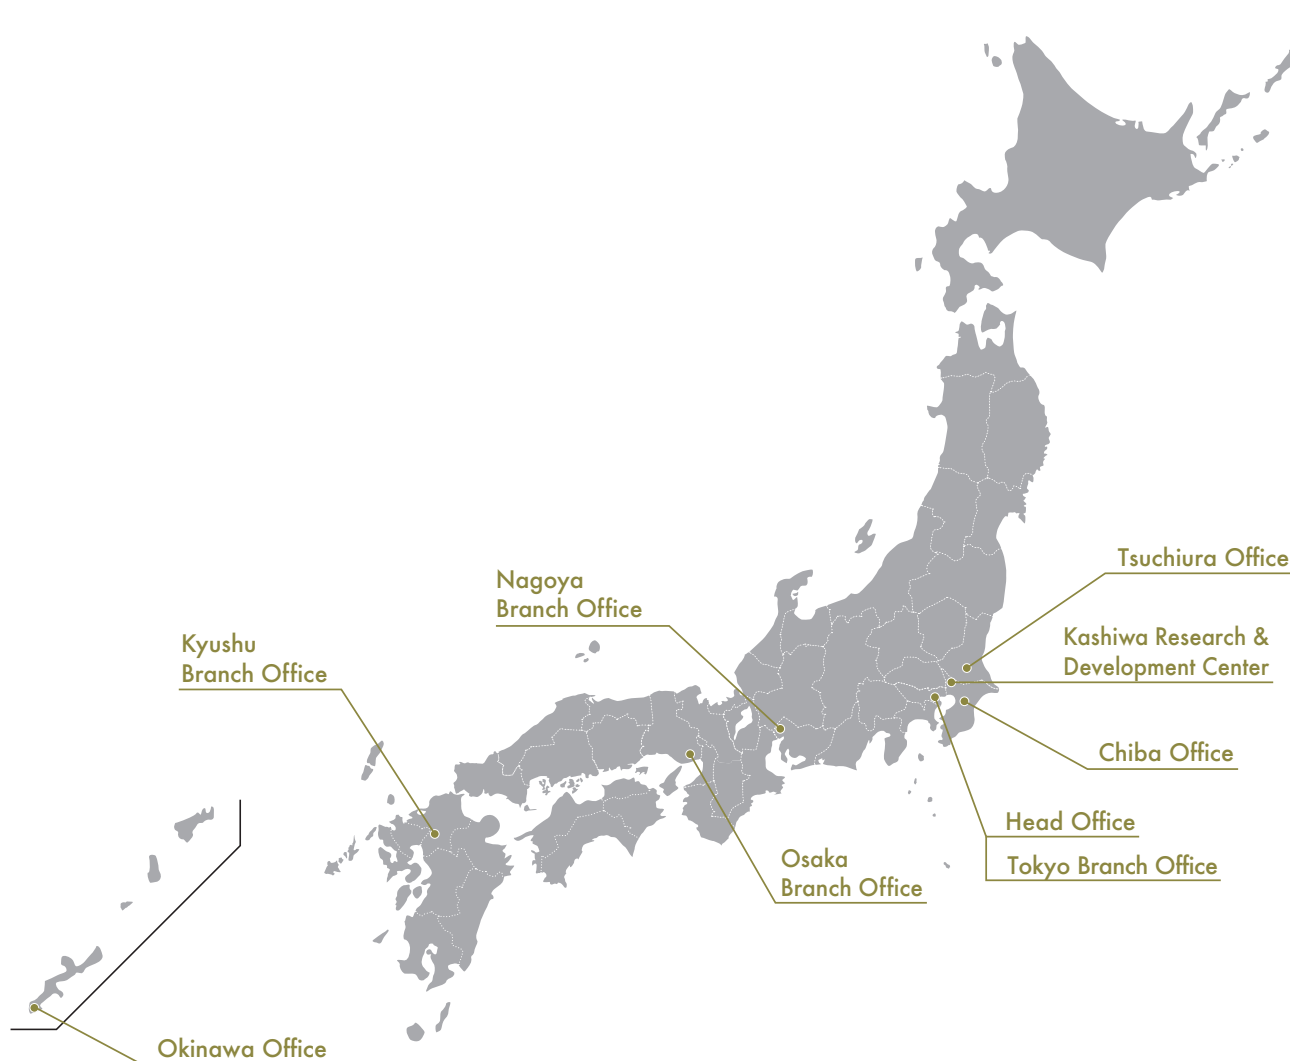 Tsuchiura Office
Nagoya
Branch Office
Kashiwa Research &
Development Center
Kyushu
Branch Office
Chiba Office
Head Office
Tokyo Branch Office
Osaka
Branch Office
Okinawa Office